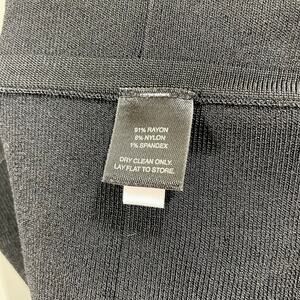 91% RAYON
8% NYLON
1% SPANDEX
DRY CLEAN ONLY.
LAY FLAT TO STORE.